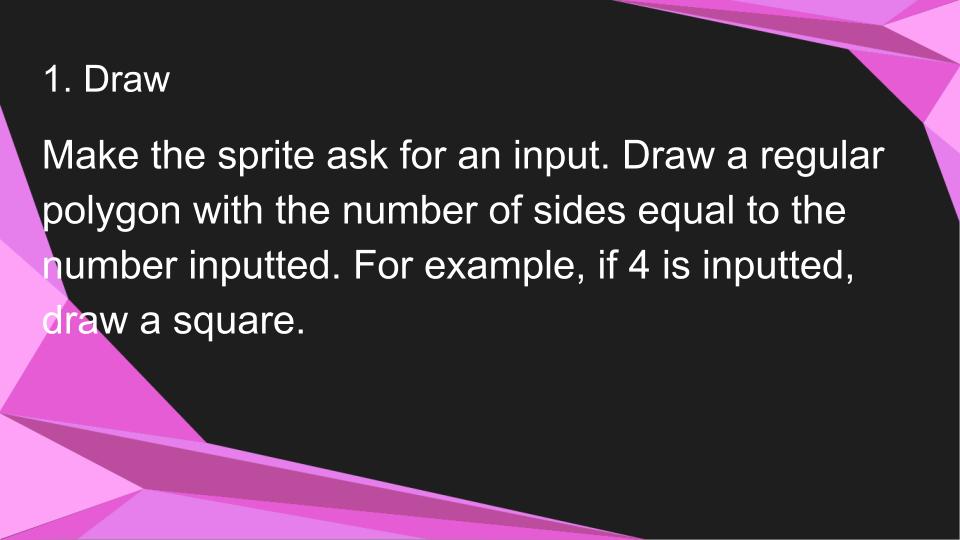 1. Draw
Make the sprite ask for an input. Draw a regular
polygon with the number of sides equal to the
number inputted. For example, if 4 is inputted,
draw a square.